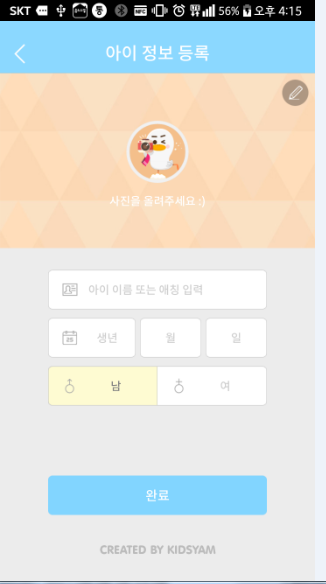 SKT 56% 오후 4:15
아이 정보 등록
사진을 올려주세요 :)
아이 이름 또는 애칭 입력
생년 월 일
남 여
완료
CREATED BY KIDSYAM